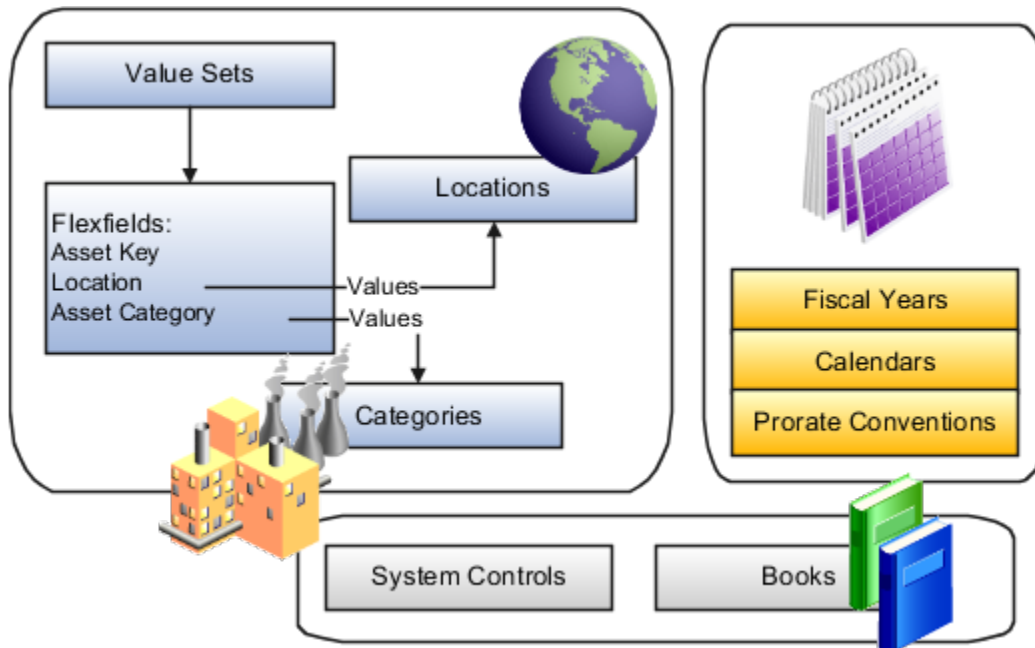 Value Sets
Flexfields:
Asset Key
Location
Asset Category
Values
Values
Locations
Categories
Fiscal Years
Calendars
Prorate Conventions
System Controls
Books